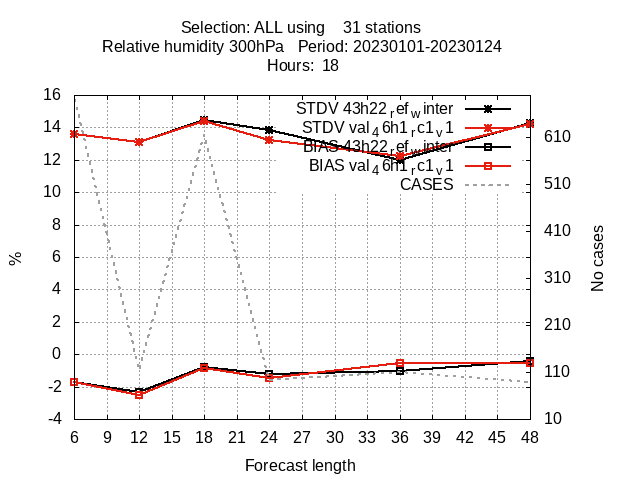 Selection: ALL using    31 stations
Relative humidity 300hPa   Period: 20230101-20230124
Hours:  18
STDV 43h22_ref_winter
STDV val_46h1_rc1_v1
BIAS 43h22_ref_winter
BIAS val_46h1_rc1_v1
CASES
16
14
12
10
8
6
4
2
0
-2
-4
%
610
510
410
310
210
110
10
No cases
6 9 12 15 18 21 24 27 30 33 36 39 42 45 48
Forecast length